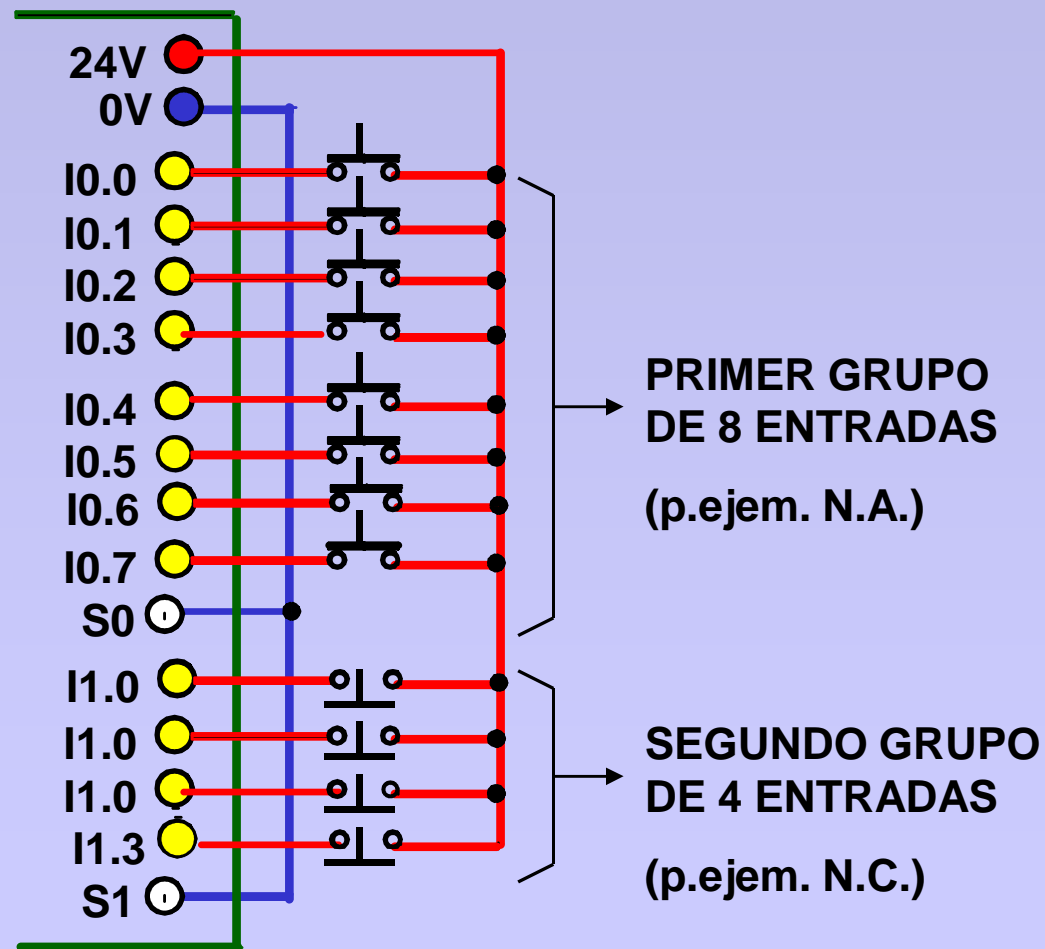 24V
0V
I0.0
I0.1
I0.2
I0.3
I0.4
I0.5
I0.6
I0.7
S0
I1.0
I1.0
I1.0
I1.3
S1
PRIMER GRUPO
DE 8 ENTRADAS
(p.ejem. N.A.)
SEGUNDO GRUPO
DE 4 ENTRADAS
(p.ejem. N.C.)